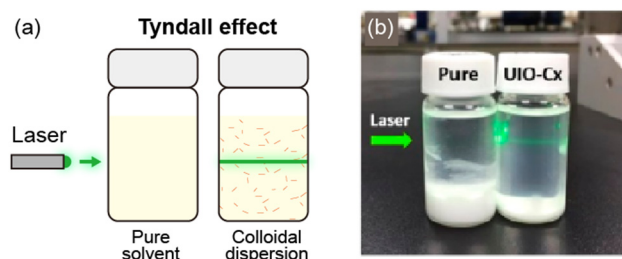 (a)
Tyndall effect
Laser
Pure
solvent
Colloidal
dispersion
(b)
Pure
UIO-Cx
Laser